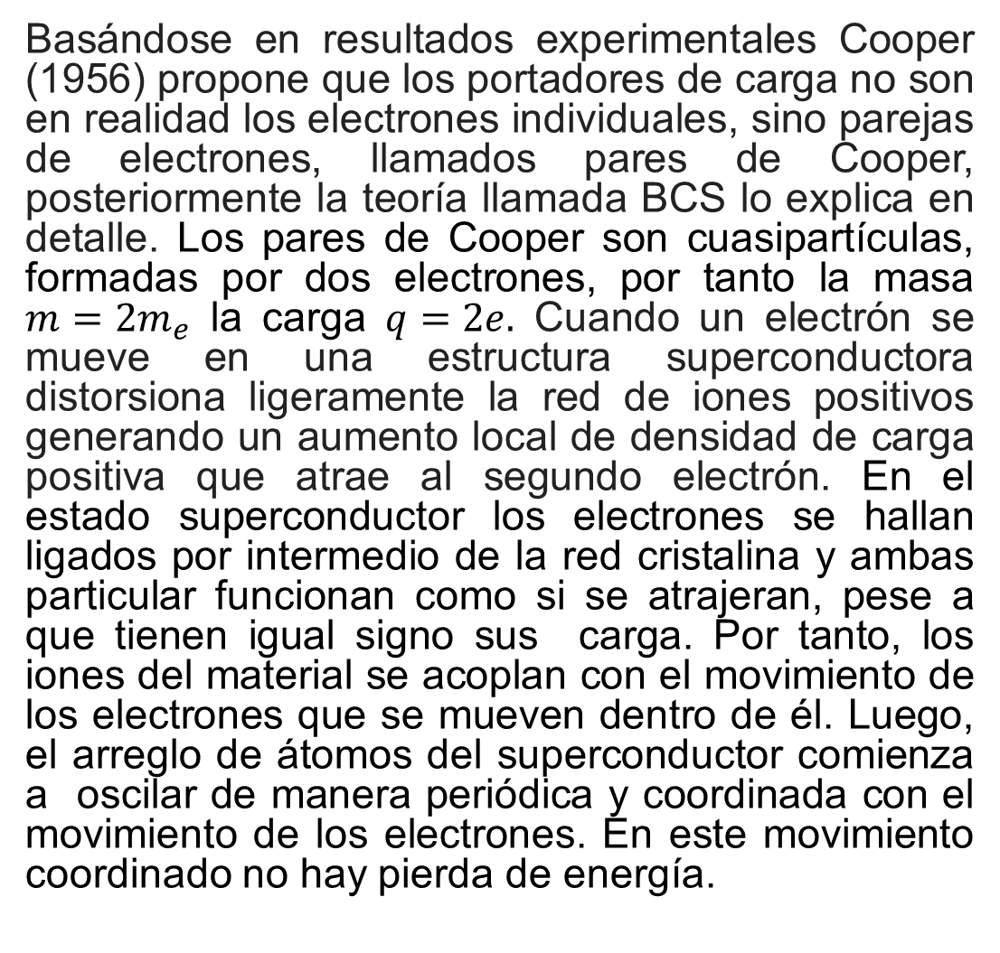 Basándose en resultados experimentales Cooper
(1956) propone que los portadores de carga no son
en realidad los electrones individuales, sino parejas
de electrones, llamados pares de Cooper,
posteriormente la teoría llamada BCS lo explica en
detalle. Los pares de Cooper son cuasipartículas,
formadas por dos electrones, por tanto la masa
𝑚 = 2𝑚ₑ la carga 𝑞 = 2𝑒. Cuando un electrón se
mueve en una estructura superconductora
distorsiona ligeramente la red de iones positivos
generando un aumento local de densidad de carga
positiva que atrae al segundo electrón. En el
estado superconductor los electrones se hallan
ligados por intermedio de la red cristalina y ambas
particular funcionan como si se atrajeran, pese a
que tienen igual signo sus carga. Por tanto, los
iones del material se acoplan con el movimiento de
los electrones que se mueven dentro de él. Luego,
el arreglo de átomos del superconductor comienza
a oscilar de manera periódica y coordinada con el
movimiento de los electrones. En este movimiento
coordinado no hay pierda de energía.